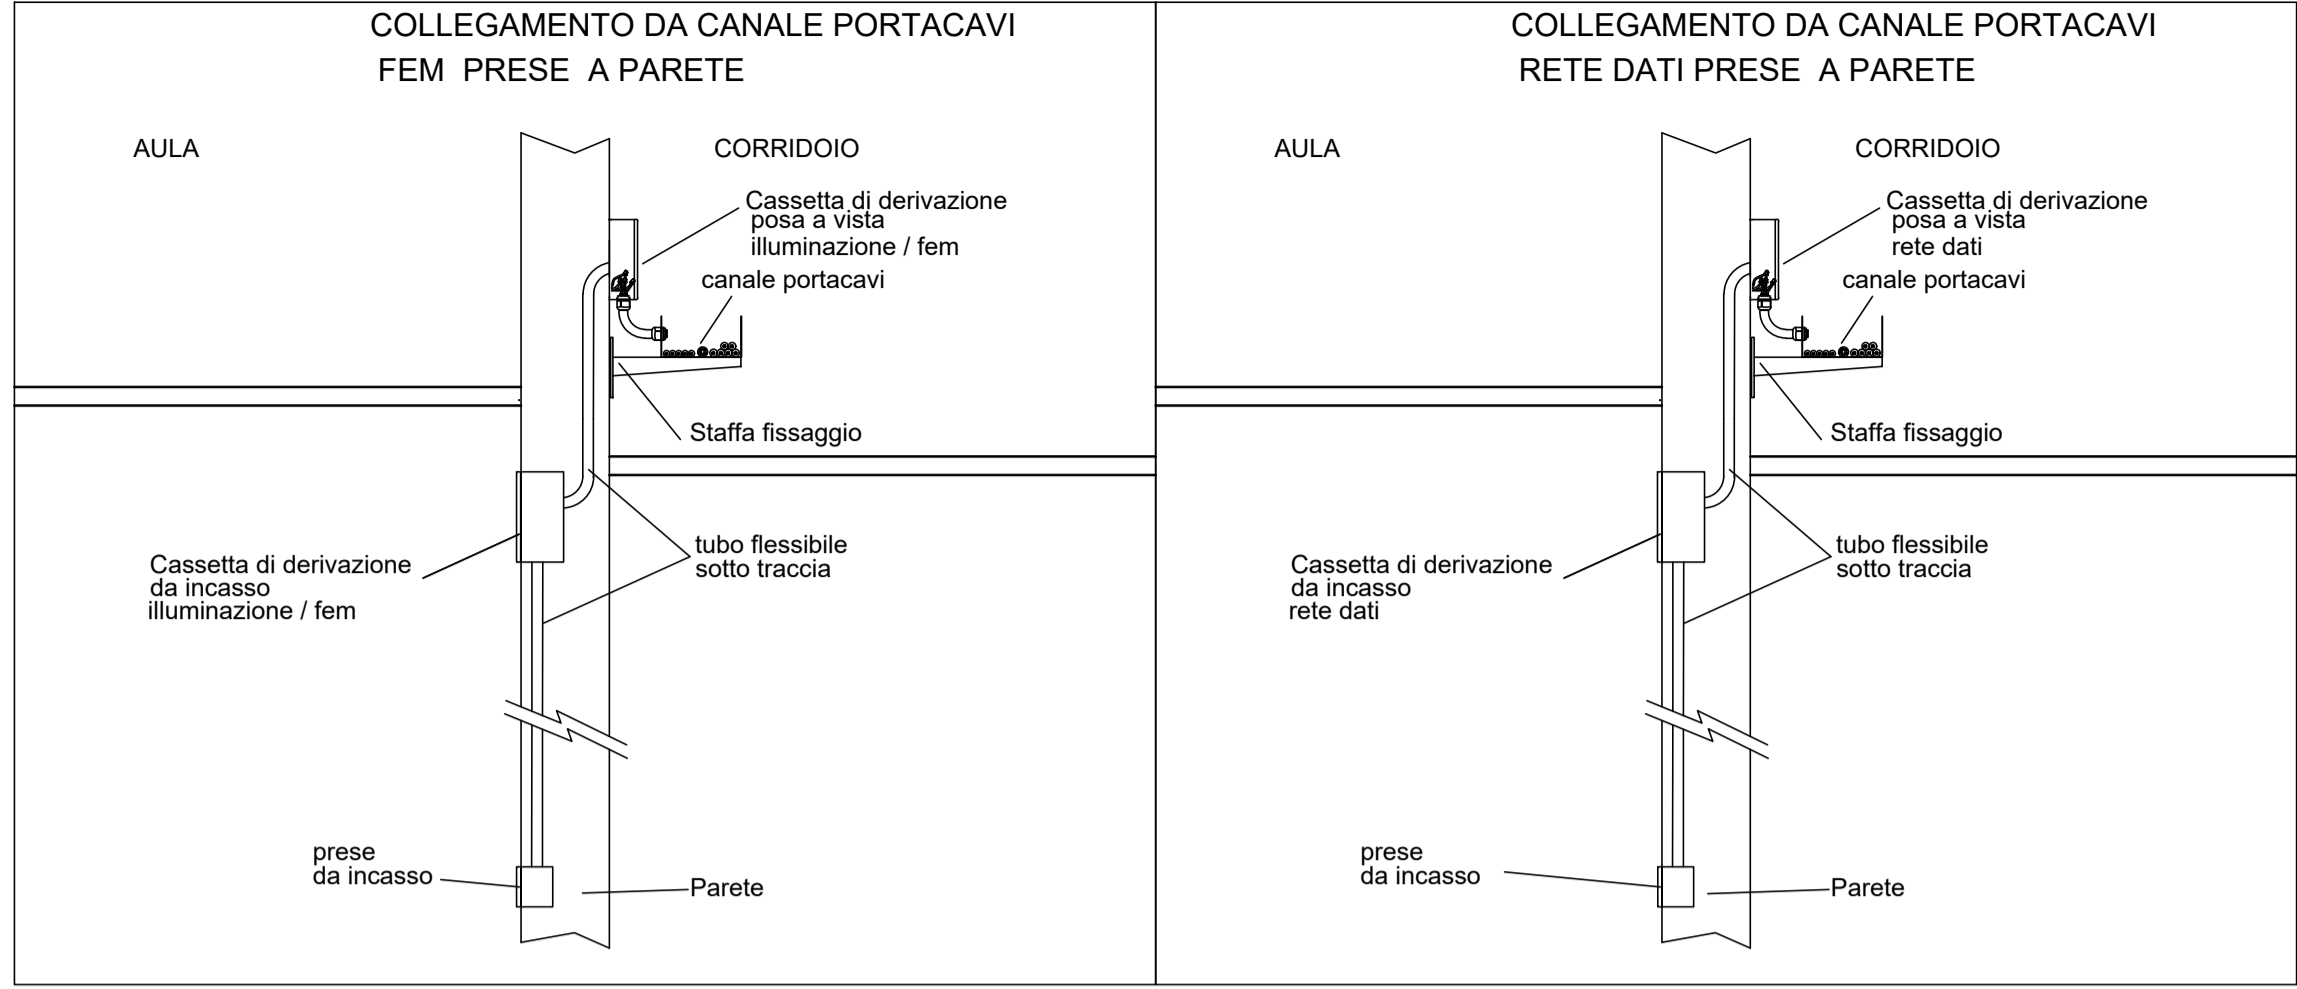 COLLEGAMENTO DA CANALE PORTACAVI
FEM PRESE A PARETE
AULA
CORRIDOIO
Cassetta di derivazione
posa a vista
illuminazione / fem
canale portacavi
Staffa fissaggio
tubo flessibile
sotto traccia
Cassetta di derivazione
da incasso
illuminazione / fem
prese
da incasso
Parete
COLLEGAMENTO DA CANALE PORTACAVI
RETE DATI PRESE A PARETE
AULA
CORRIDOIO
Cassetta di derivazione
posa a vista
rete dati
canale portacavi
Staffa fissaggio
tubo flessibile
sotto traccia
Cassetta di derivazione
da incasso
rete dati
prese
da incasso
Parete